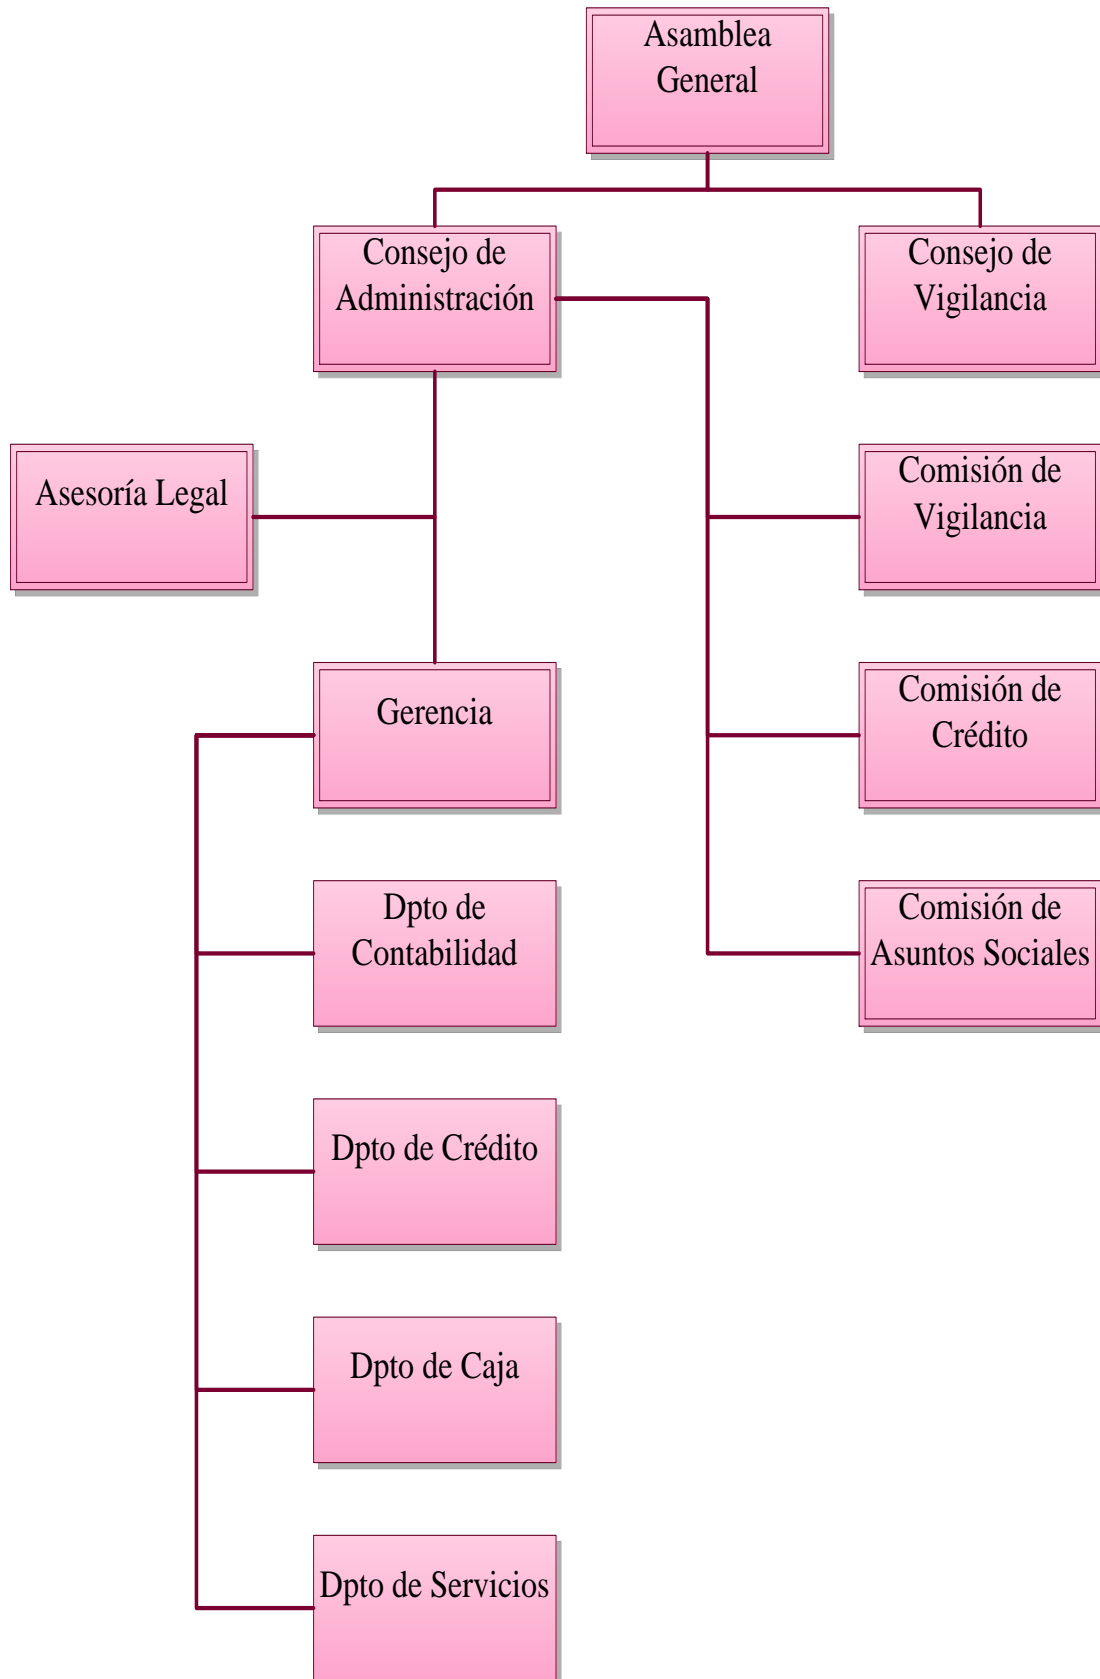 Asamblea
General
Consejo de
Administración
Consejo de
Vigilancia
Asesoría Legal
Comisión de
Vigilancia
Gerencia
Comisión de
Crédito
Dpto de
Contabilidad
Comisión de
Asuntos Sociales
Dpto de Crédito
Dpto de Caja
Dpto de Servicios